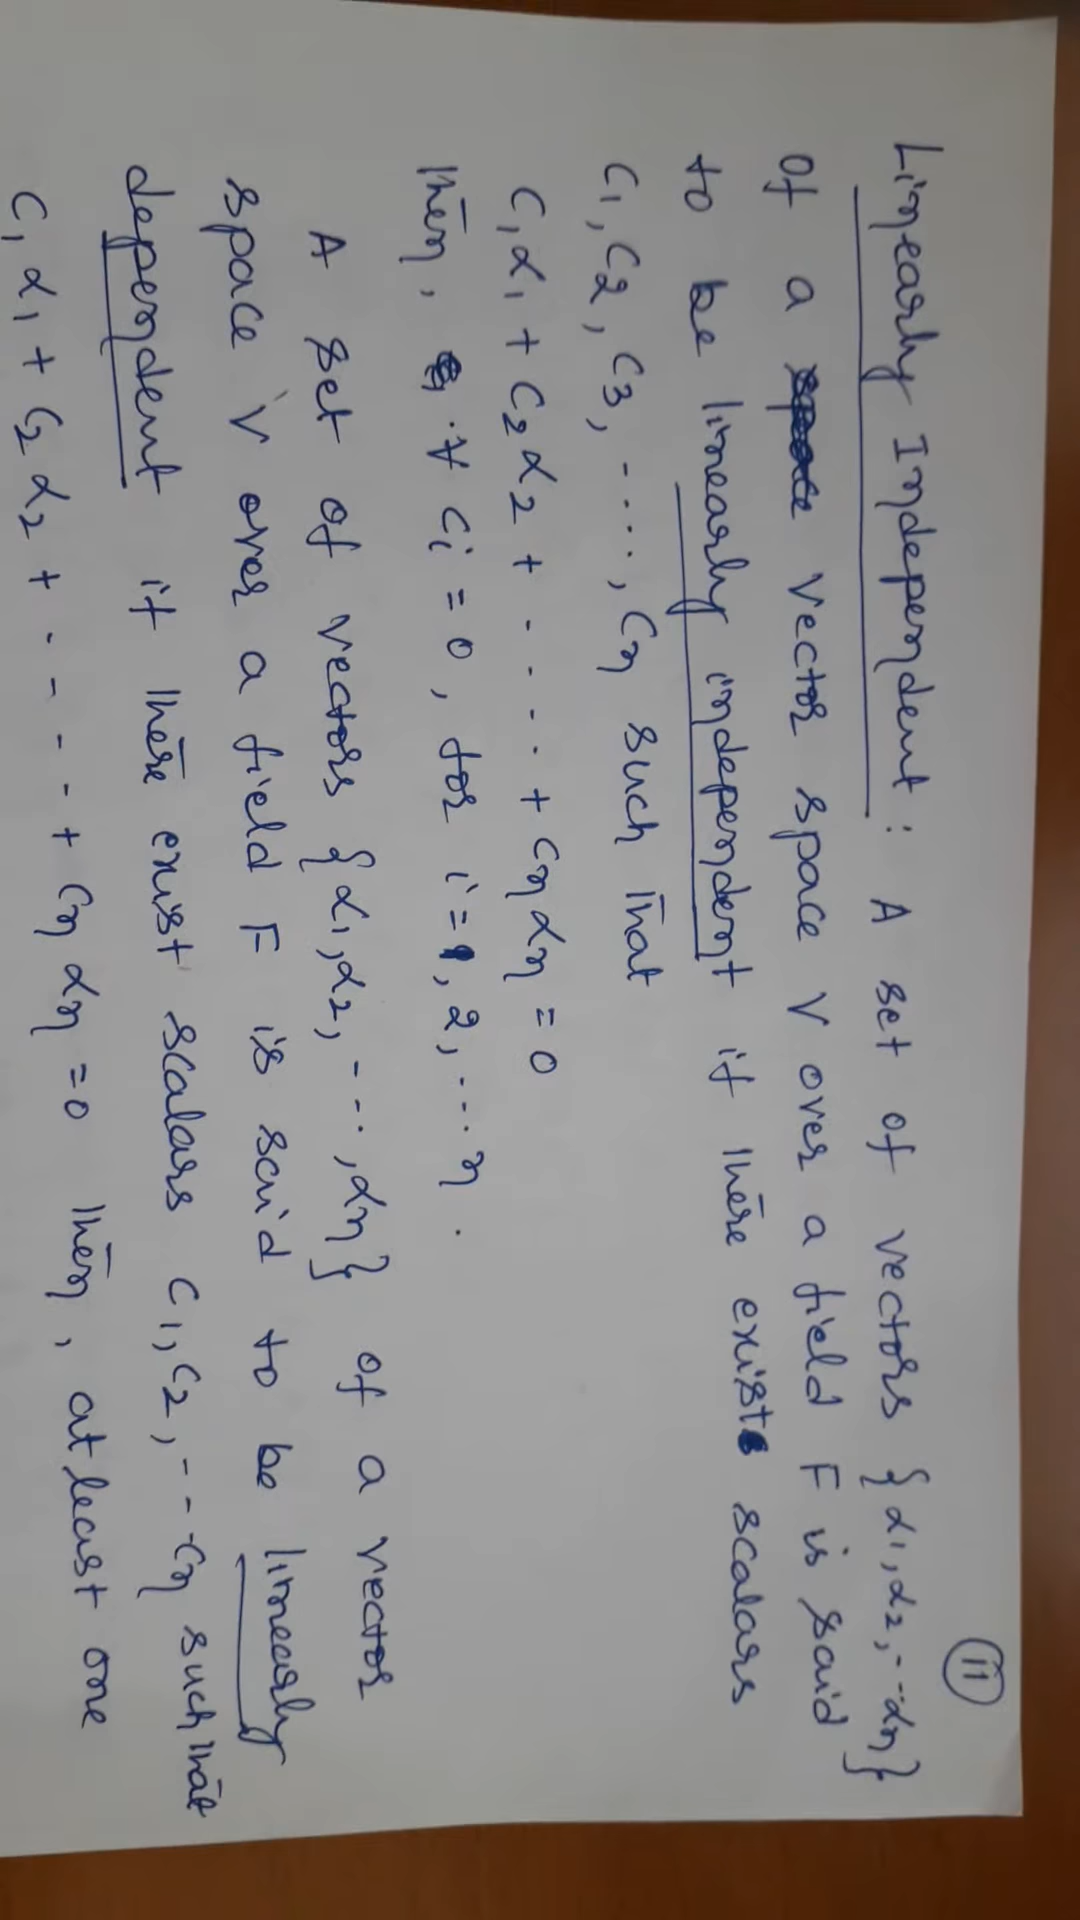 11
Linearly Independent : A set of vectors {α1, α2, --αn}
of a vector space V over a field F is said
to be linearly independent if there exist scalars
C1, C2, C3, -...., Cn such that
C1α1 + C2α2 + - - - - + Cnαn = 0
then, ∀ Ci = 0, for i = 1, 2, ... n.
A set of vectors {α1, α2, - --, αn} of a vector
space V over a field F is said to be linearly
dependent if there exist scalars C1, C2, -- -Cn such that
C1α1 + C2α2 + - - - - + Cnαn = 0 then, at least one